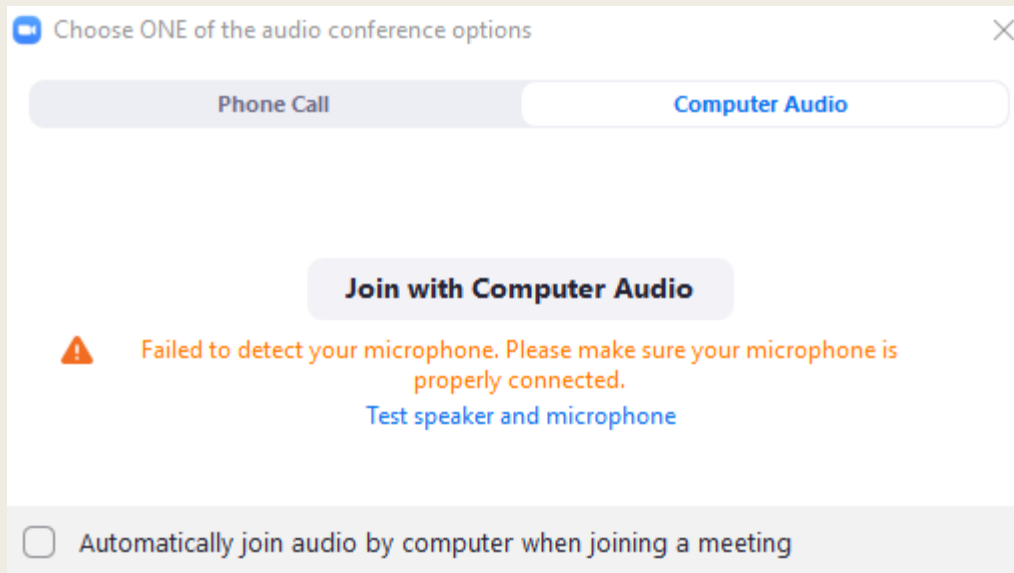 Choose ONE of the audio conference options
Phone Call
Computer Audio
Join with Computer Audio
Failed to detect your microphone. Please make sure your microphone is
properly connected.
Test speaker and microphone
Automatically join audio by computer when joining a meeting